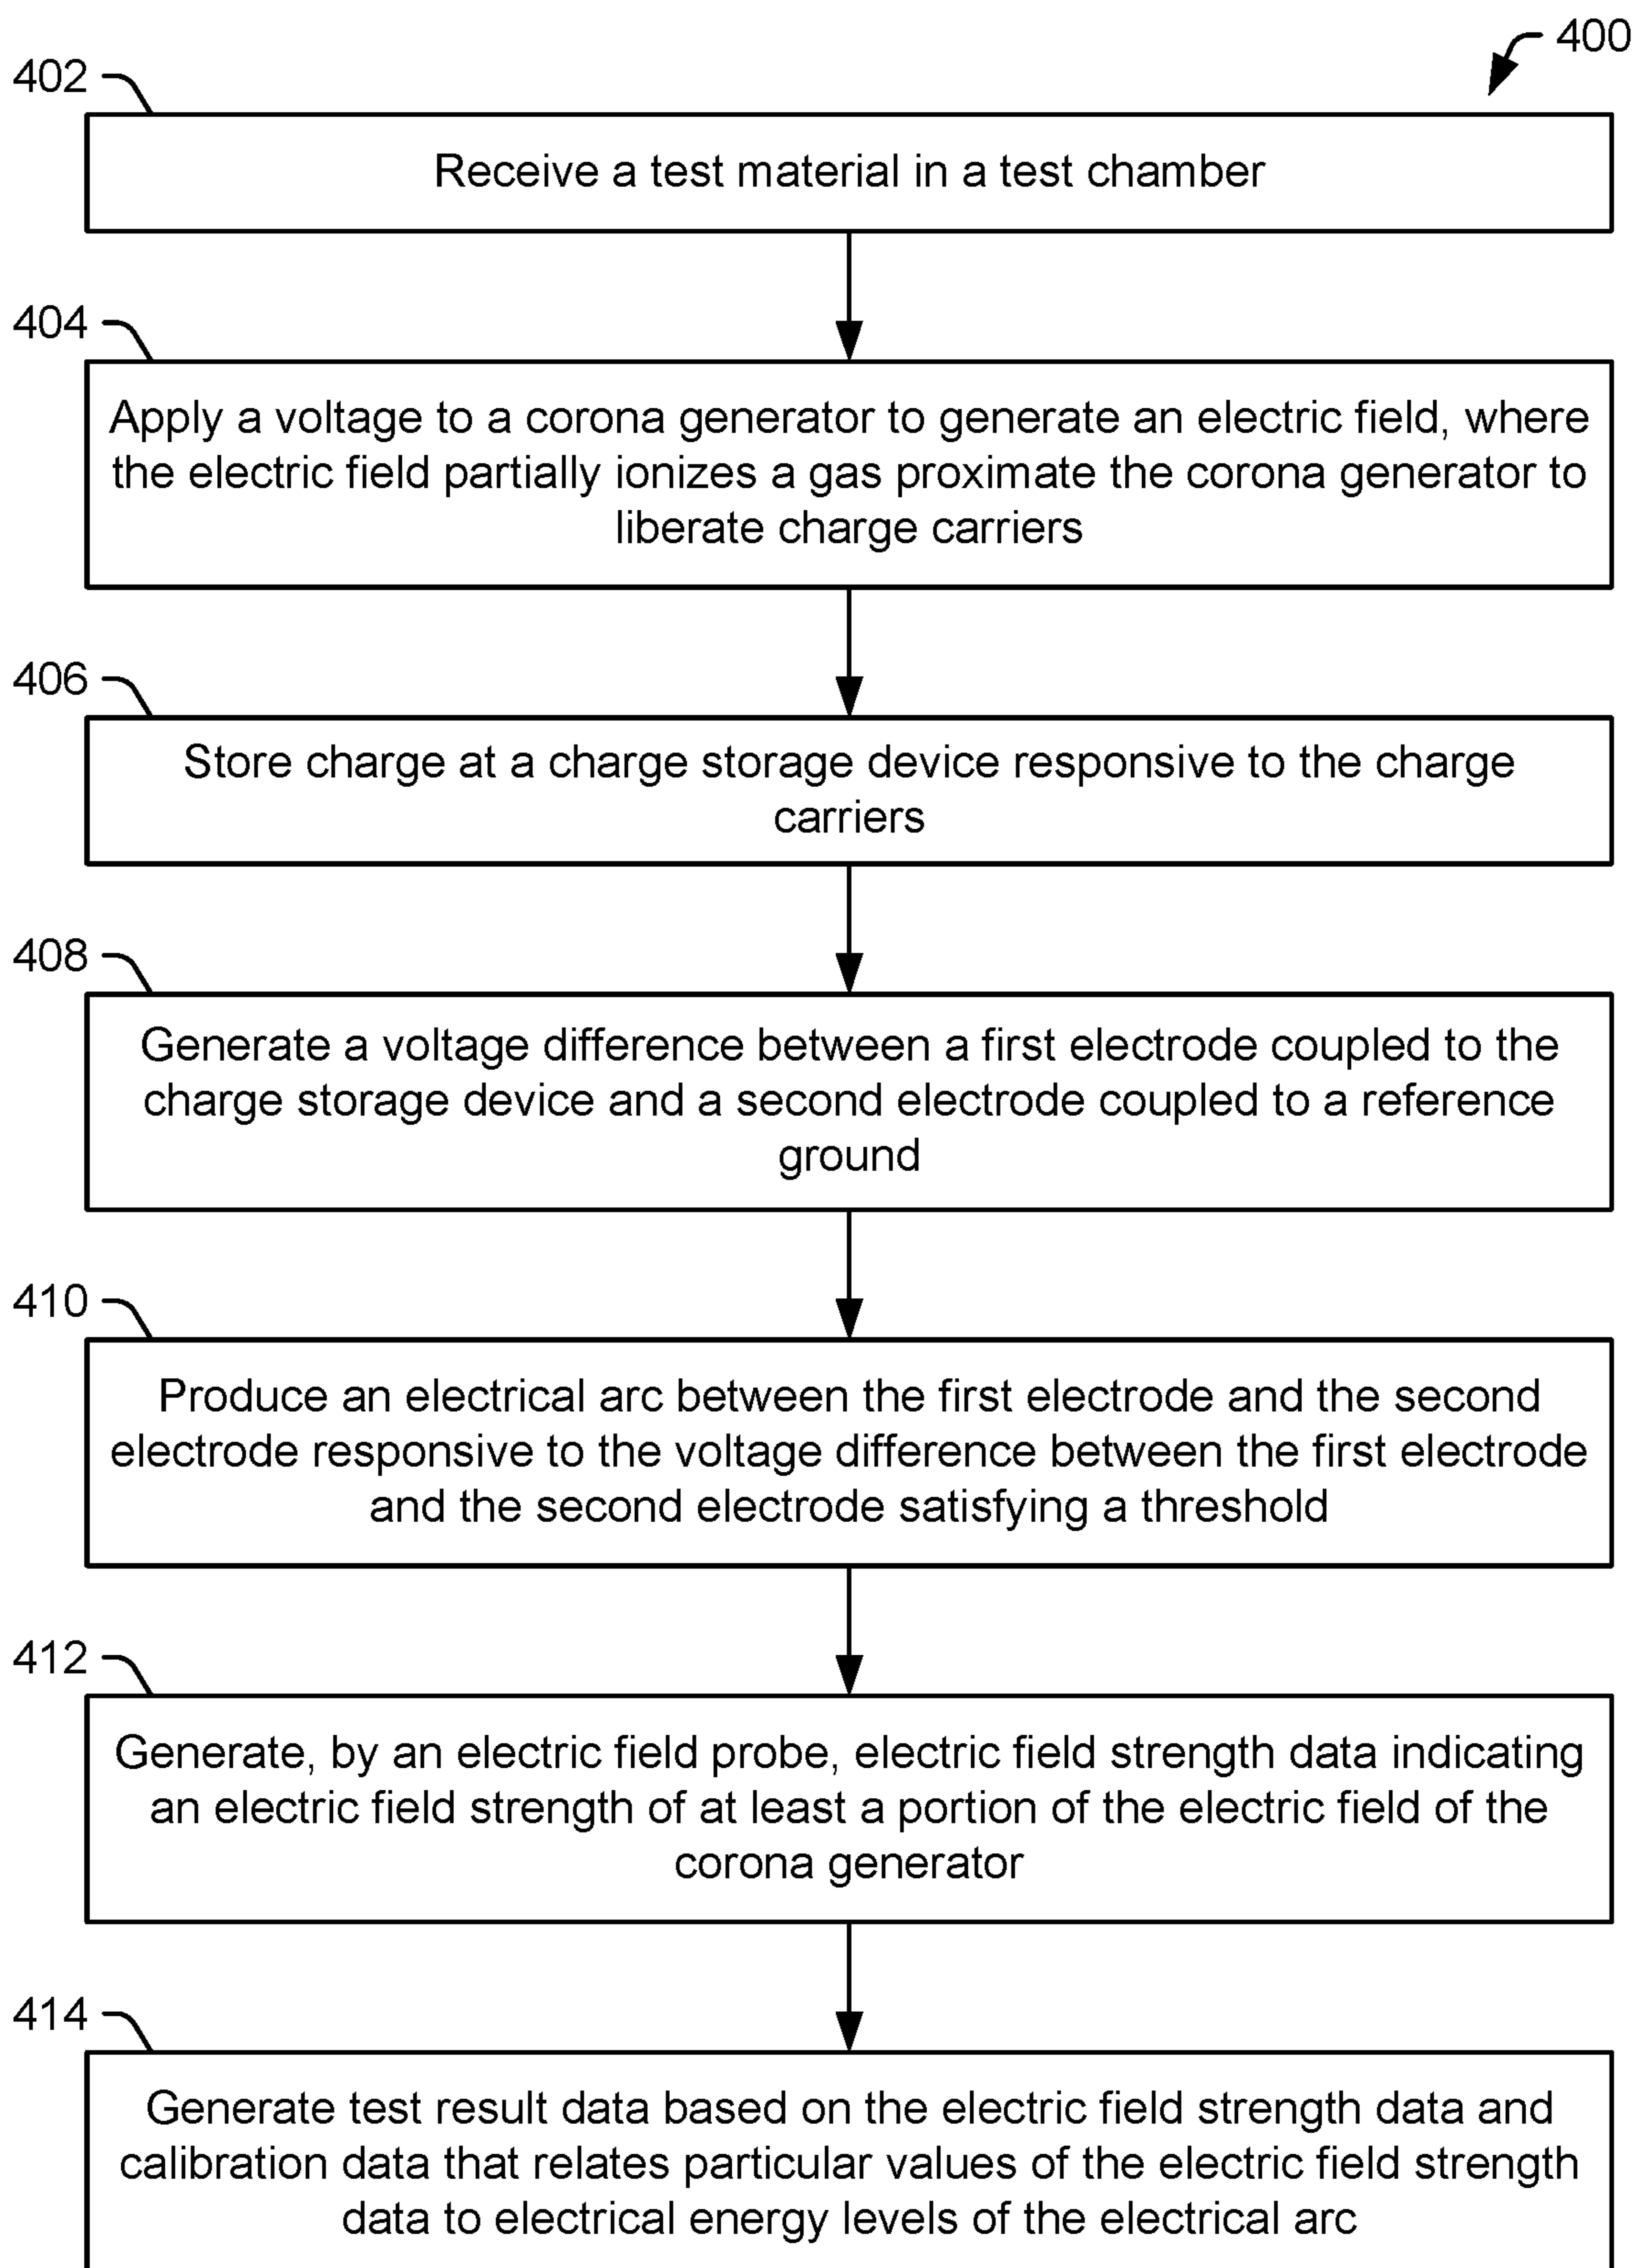 400
402
Receive a test material in a test chamber
404
Apply a voltage to a corona generator to generate an electric field, where
the electric field partially ionizes a gas proximate the corona generator to
liberate charge carriers
406
Store charge at a charge storage device responsive to the charge
carriers
408
Generate a voltage difference between a first electrode coupled to the
charge storage device and a second electrode coupled to a reference
ground
410
Produce an electrical arc between the first electrode and the second
electrode responsive to the voltage difference between the first electrode
and the second electrode satisfying a threshold
412
Generate, by an electric field probe, electric field strength data indicating
an electric field strength of at least a portion of the electric field of the
corona generator
414
Generate test result data based on the electric field strength data and
calibration data that relates particular values of the electric field strength
data to electrical energy levels of the electrical arc